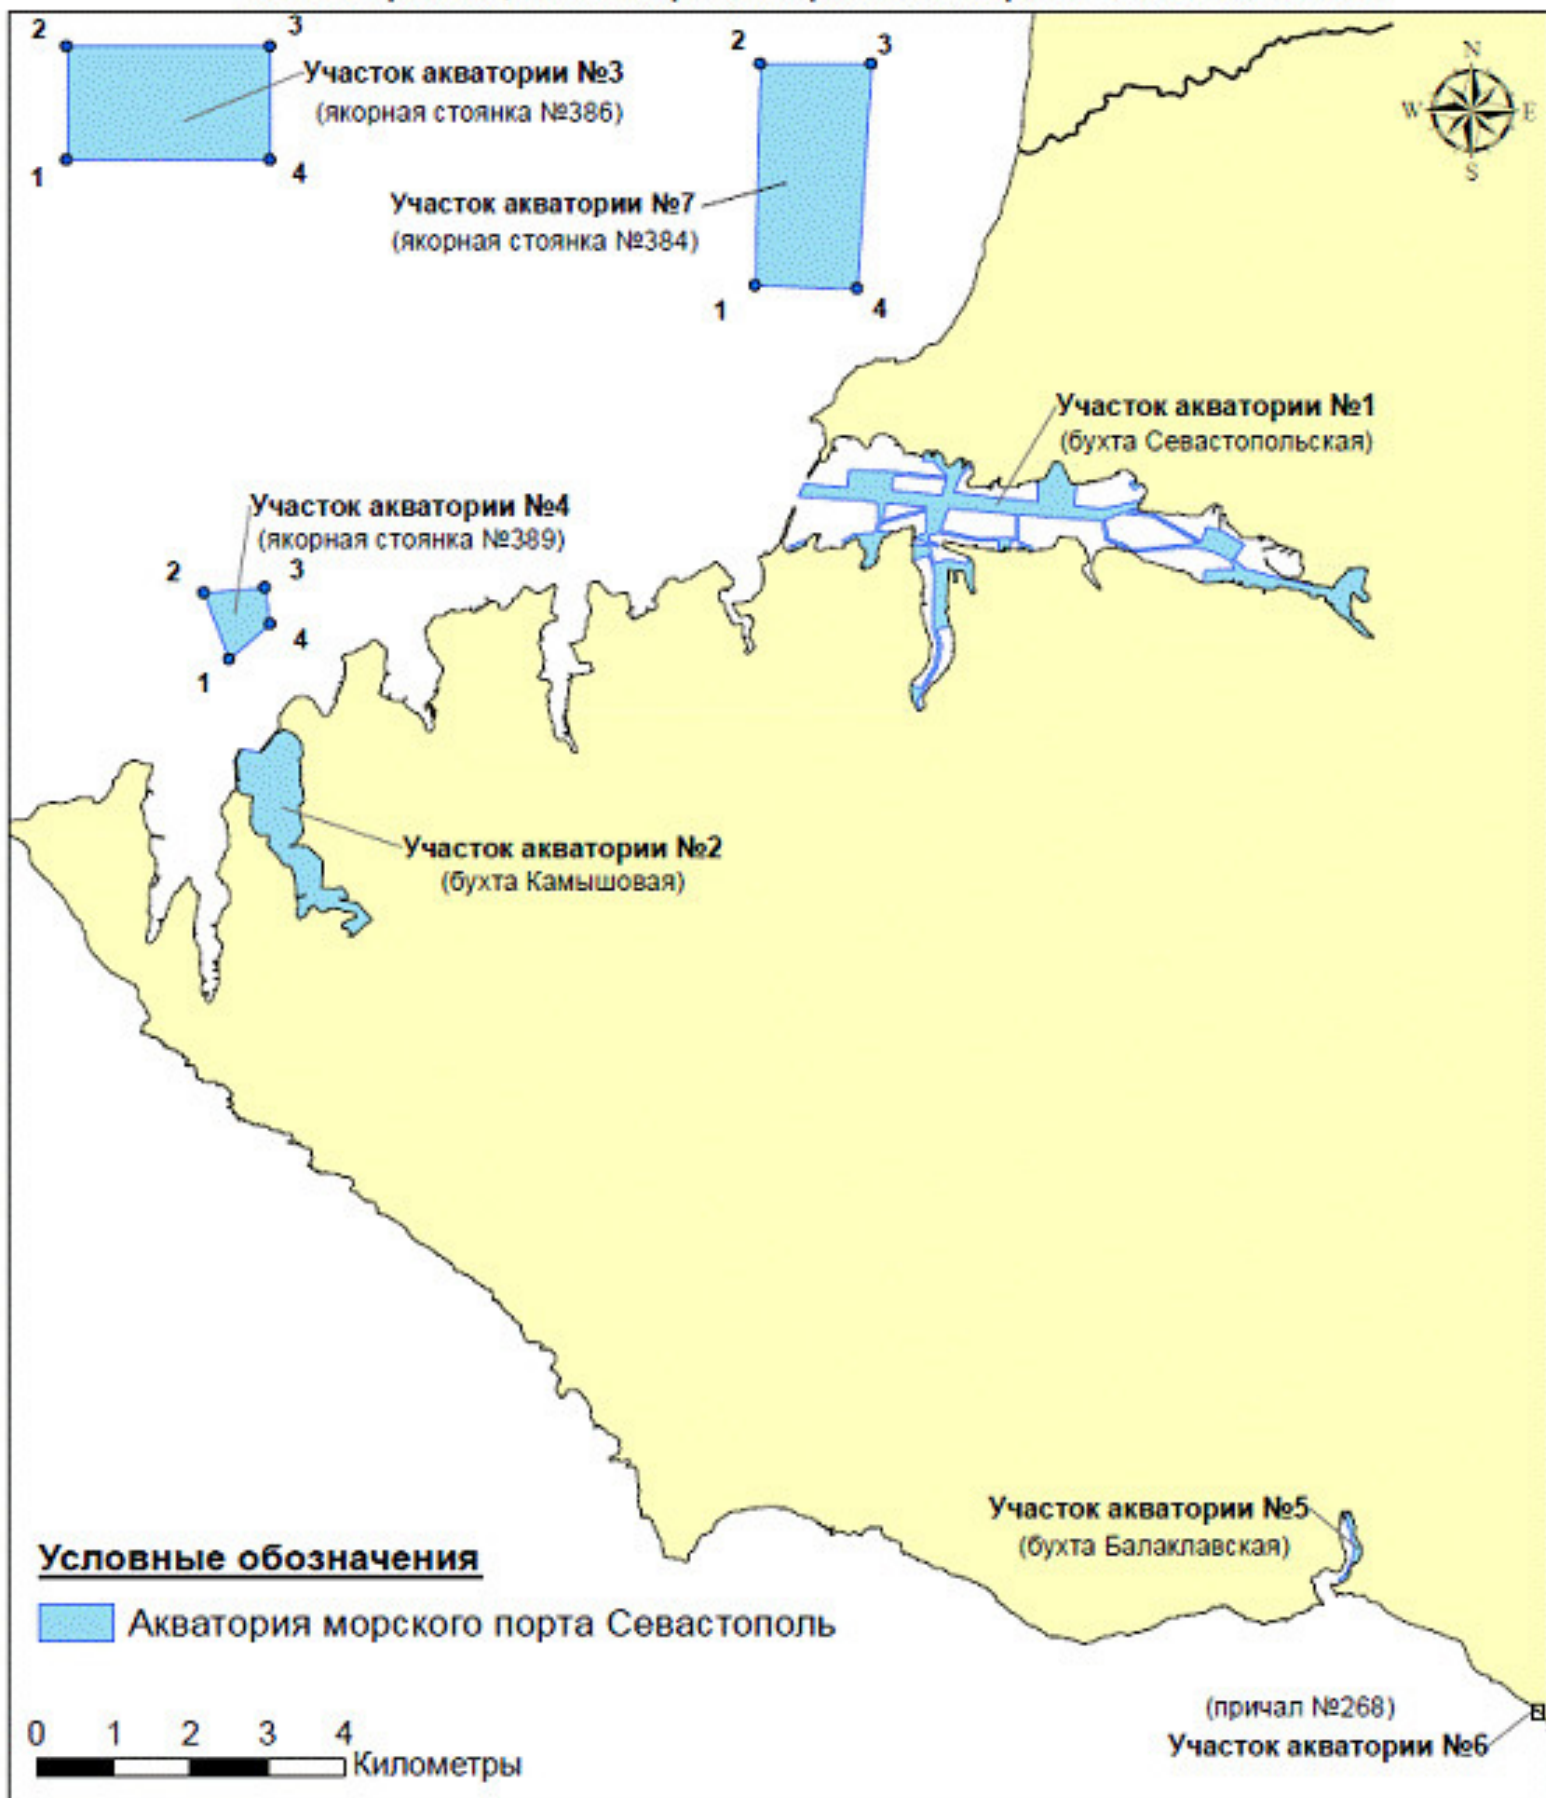 2
3
Участок акватории №3
(якорная стоянка №386)
1
4
2
3
Участок акватории №7
(якорная стоянка №384)
1
4
N
W
E
S
Участок акватории №1
(бухта Севастопольская)
Участок акватории №4
(якорная стоянка №389)
2
3
4
1
Участок акватории №2
(бухта Камышовая)
Участок акватории №5
(бухта Балаклавская)
Условные обозначения
Акватория морского порта Севастополь
(причал №268)
Участок акватории №6
0 1 2 3 4
Километры